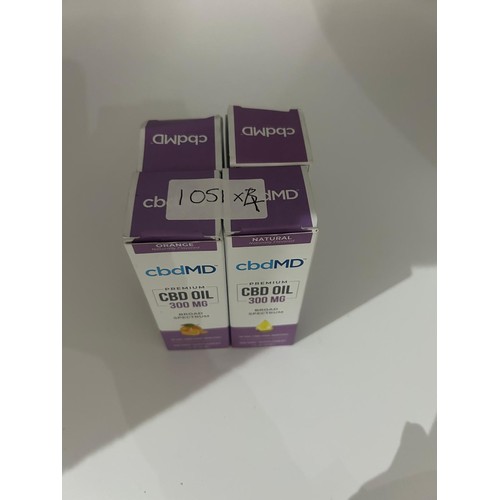 cbdMD
cbdMD
cbdMD
1051 x 4
ORANGE
cbdMD
PREMIUM
CBD OIL
300 MG
BROAD
SPECTRUM
NATURAL
cbdMD
PREMIUM
CBD OIL
300 MG
BROAD
SPECTRUM